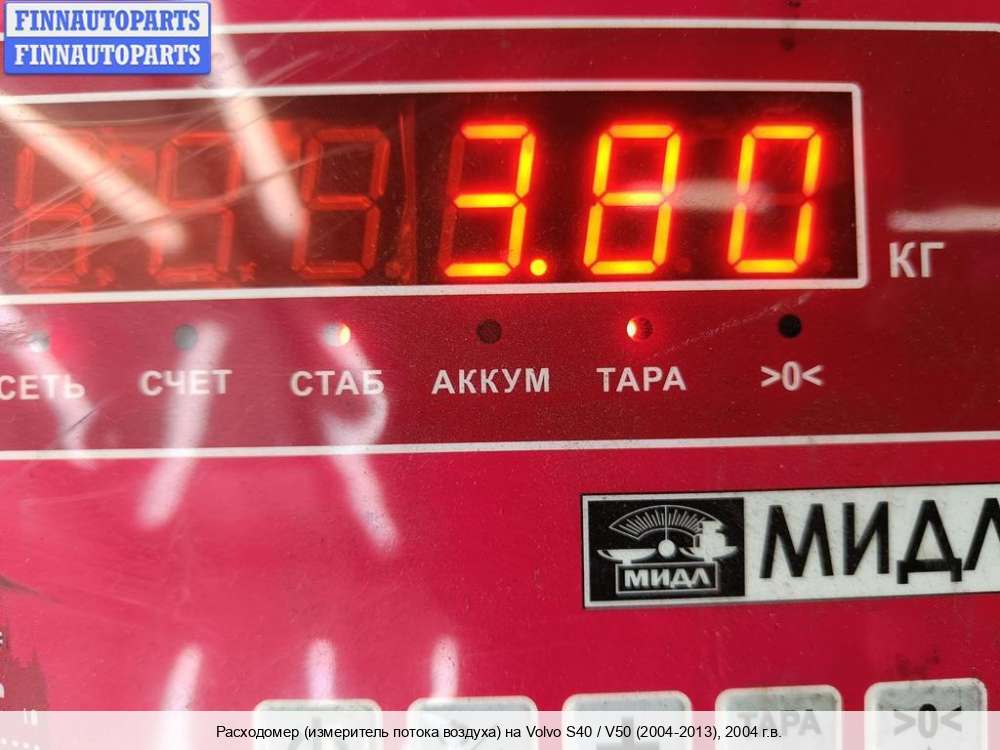 FINNAUTOPARTS
FINNAUTOPARTS
3.80
КГ
СЕТЬ СЧЕТ СТАБ АККУМ ТАРА >0<
МИДЛ
МИДЛ
ТАРА >0<
Расходомер (измеритель потока воздуха) на Volvo S40 / V50 (2004-2013), 2004 г.в.